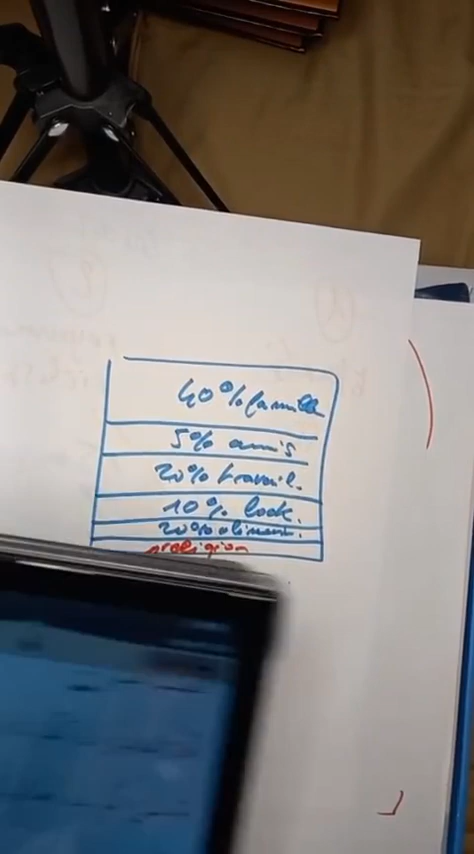 40% famille
5% amis
20% travail.
10% look.
20% aliment.
religion